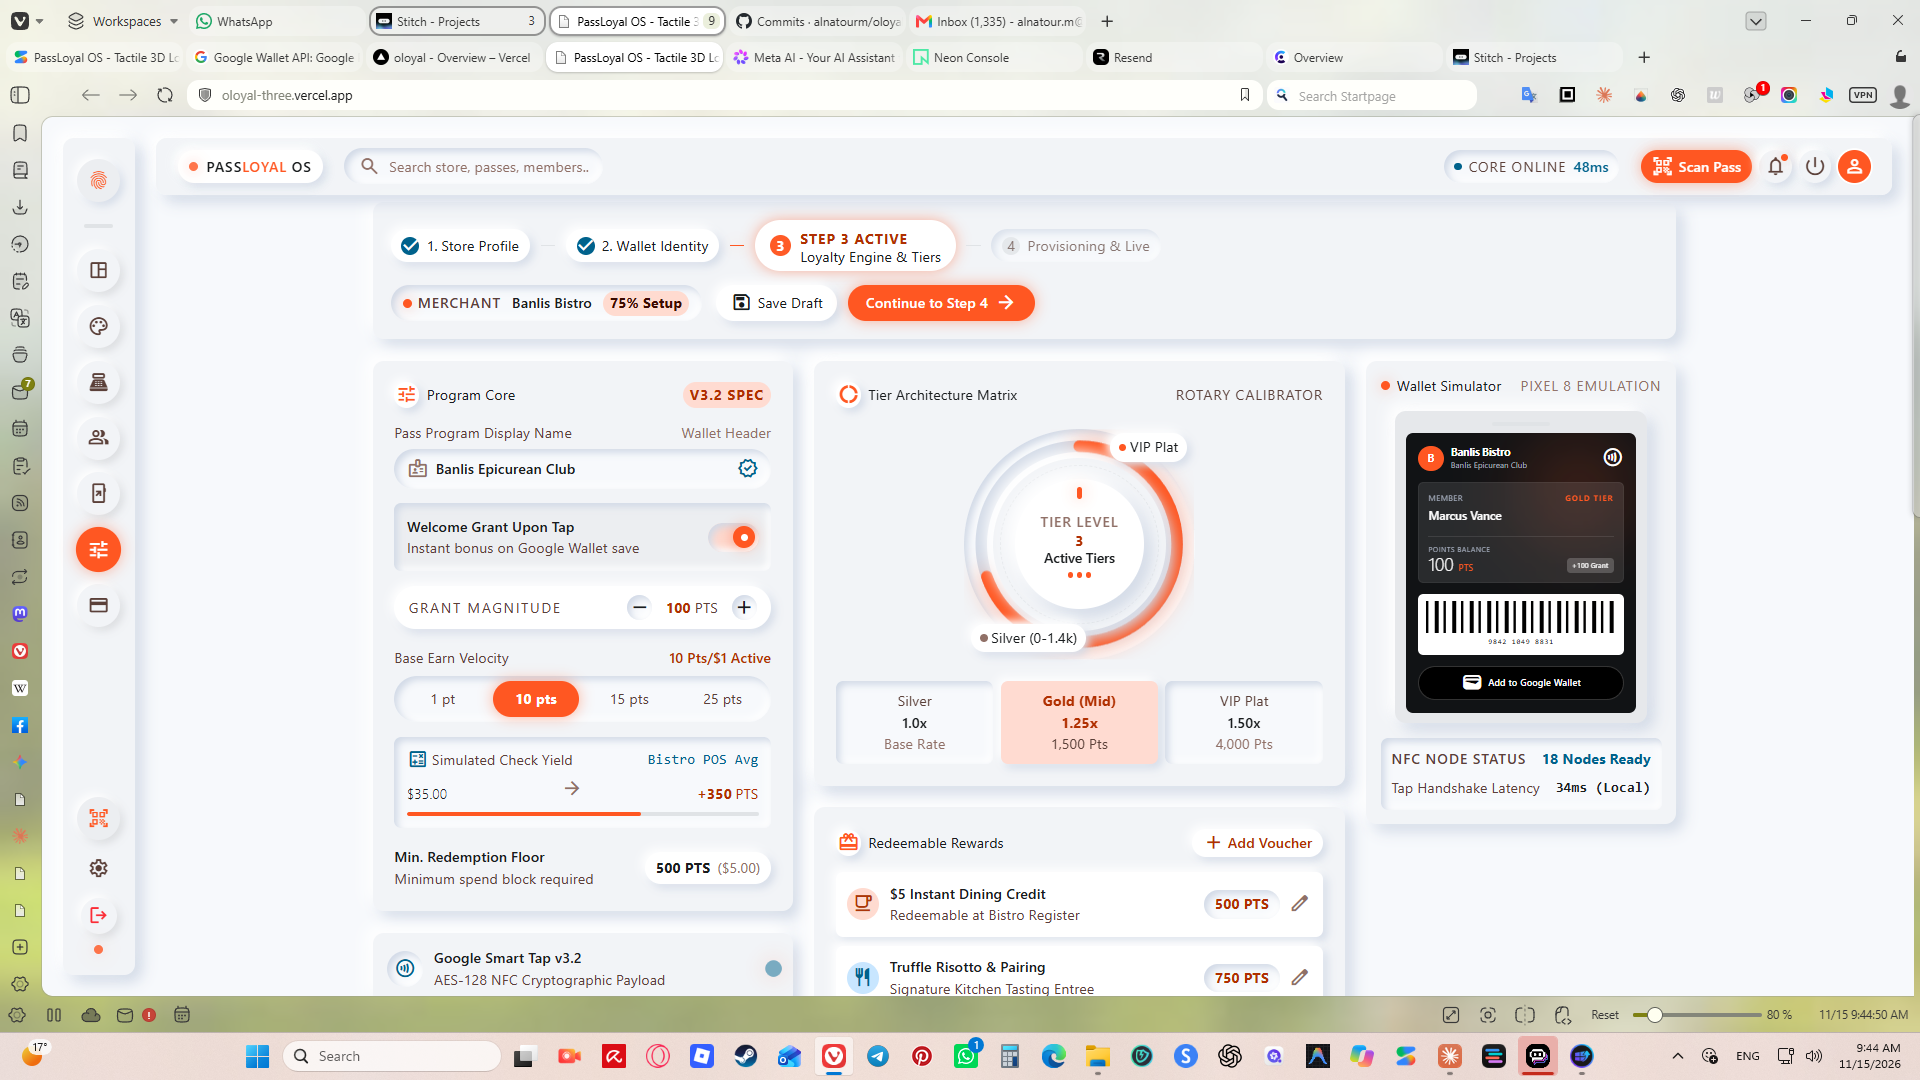 Workspaces
WhatsApp
Stitch - Projects 3
PassLoyal OS - Tactile 3 9
Commits · alnatourm/oloya
Inbox (1,335) - alnatour.m@
PassLoyal OS - Tactile 3D Lo
Google Wallet API: Google
oloyal - Overview – Vercel
PassLoyal OS - Tactile 3D Lo
Meta AI - Your AI Assistant
Neon Console
Resend
Overview
Stitch - Projects
oloyal-three.vercel.app
Search Startpage
1
VPN
PASSLOYAL OS
Search store, passes, members..
CORE ONLINE 48ms
Scan Pass
1. Store Profile
2. Wallet Identity
3
STEP 3 ACTIVE
Loyalty Engine & Tiers
4 Provisioning & Live
MERCHANT Banlis Bistro 75% Setup
Save Draft
Continue to Step 4
Program Core
V3.2 SPEC
Pass Program Display Name
Wallet Header
Banlis Epicurean Club
Welcome Grant Upon Tap
Instant bonus on Google Wallet save
GRANT MAGNITUDE
100 PTS
Base Earn Velocity
10 Pts/$1 Active
1 pt
10 pts
15 pts
25 pts
Simulated Check Yield
Bistro POS Avg
$35.00
+350 PTS
Min. Redemption Floor
Minimum spend block required
500 PTS ($5.00)
Google Smart Tap v3.2
AES-128 NFC Cryptographic Payload
Tier Architecture Matrix
ROTARY CALIBRATOR
VIP Plat
TIER LEVEL
3
Active Tiers
Silver (0-1.4k)
Silver
1.0x
Base Rate
Gold (Mid)
1.25x
1,500 Pts
VIP Plat
1.50x
4,000 Pts
Redeemable Rewards
Add Voucher
$5 Instant Dining Credit
Redeemable at Bistro Register
500 PTS
Truffle Risotto & Pairing
Signature Kitchen Tasting Entree
750 PTS
Wallet Simulator
PIXEL 8 EMULATION
B
Banlis Bistro
Banlis Epicurean Club
MEMBER
GOLD TIER
Marcus Vance
POINTS BALANCE
100 PTS
+100 Grant
9842 1049 8831
Add to Google Wallet
NFC NODE STATUS
18 Nodes Ready
Tap Handshake Latency
34ms (Local)
7
Reset
80 %
11/15 9:44:50 AM
17°
Search
1
ENG
9:44 AM
11/15/2026